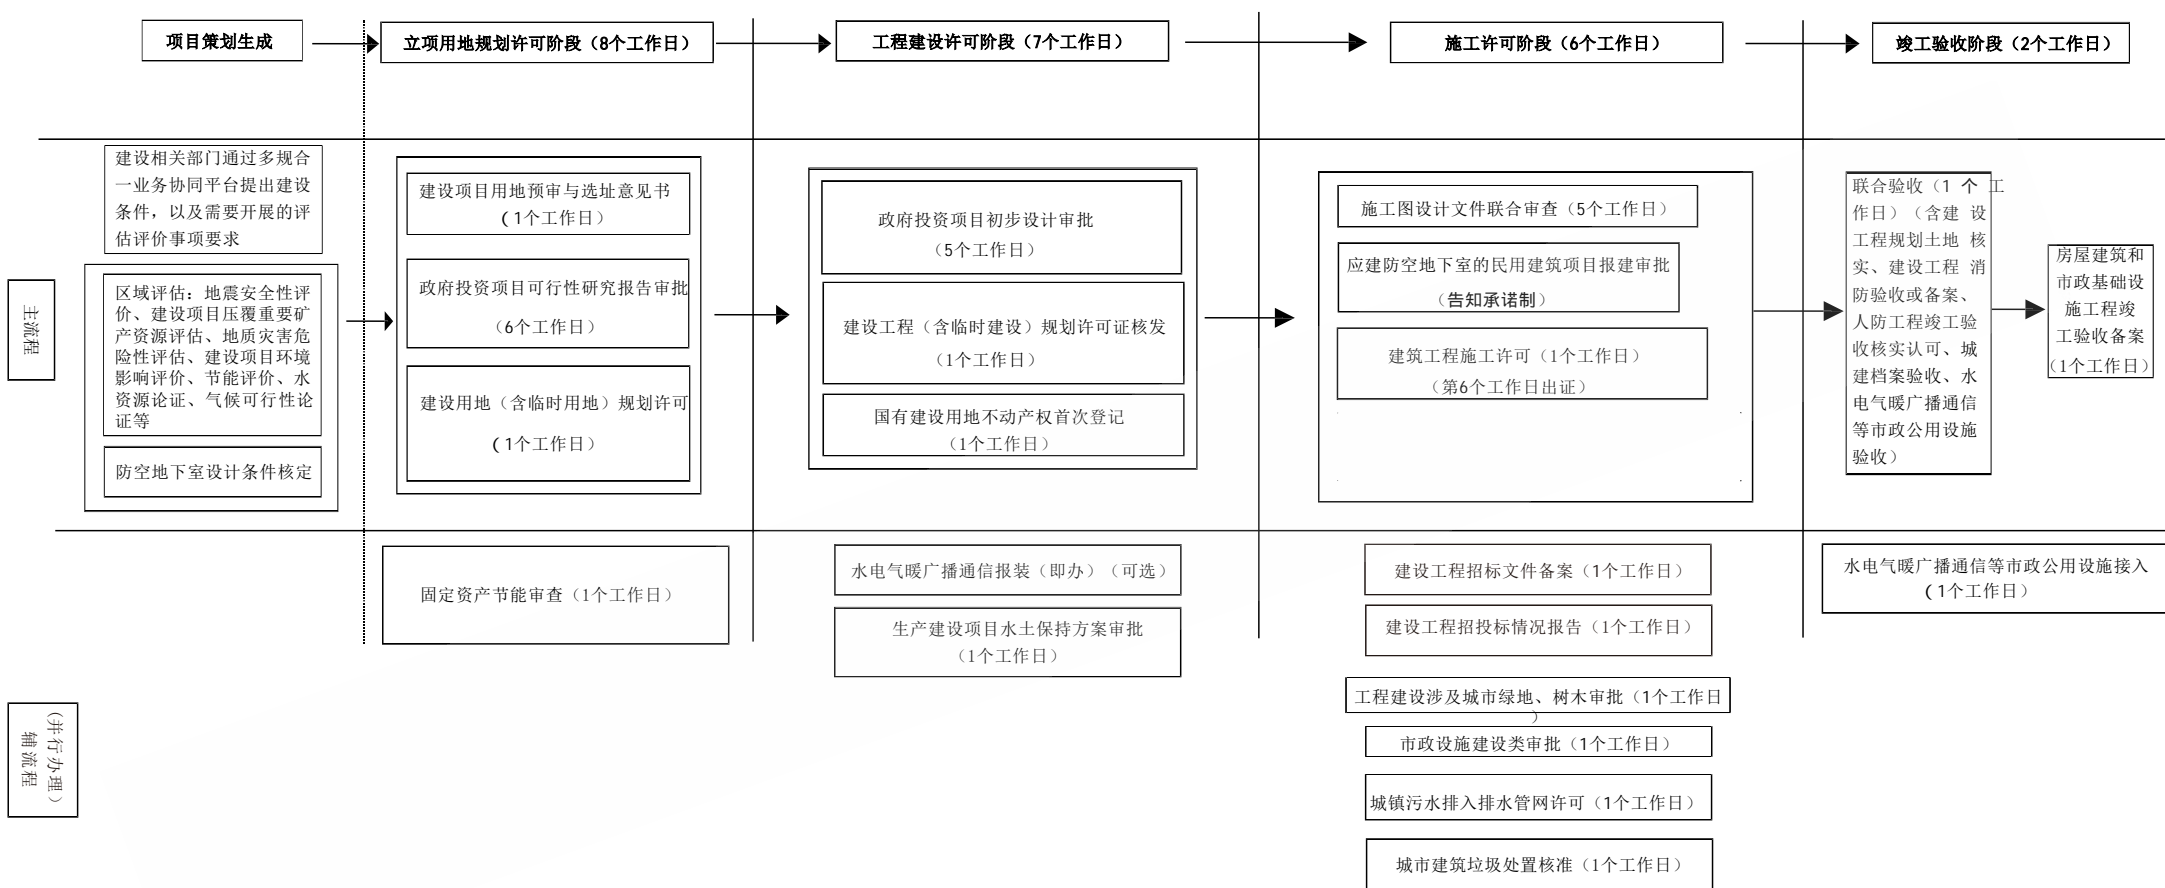 项目策划生成
立项用地规划许可阶段（8个工作日）
工程建设许可阶段（7个工作日）
施工许可阶段（6个工作日）
竣工验收阶段（2个工作日）
主流程
建设相关部门通过多规合
一业务协同平台提出建设
条件，以及需要开展的评
估评价事项要求
区域评估：地震安全性评
价、建设项目压覆重要矿
产资源评估、地质灾害危
险性评估、建设项目环境
影响评价、节能评价、水
资源论证、气候可行性论
证等
防空地下室设计条件核定
建设项目用地预审与选址意见书
（1个工作日）
政府投资项目可行性研究报告审批
（6个工作日）
建设用地（含临时用地）规划许可
（1个工作日）
政府投资项目初步设计审批
（5个工作日）
建设工程（含临时建设）规划许可证核发
（1个工作日）
国有建设用地不动产权首次登记
（1个工作日）
施工图设计文件联合审查（5个工作日）
应建防空地下室的民用建筑项目报建审批
（告知承诺制）
建筑工程施工许可（1个工作日）
（第6个工作日出证）
联合验收（1 个 工
作日）（含建 设
工程规划土地 核
实、建设工程 消
防验收或备案、
人防工程竣工验
收核实认可、城
建档案验收、水
电气暖广播通信
等市政公用设施
验收）
房屋建筑和
市政基础设
施工程竣
工验收备案
（1个工作日）
（并行办理）
辅流程
固定资产节能审查（1个工作日）
水电气暖广播通信报装（即办）（可选）
生产建设项目水土保持方案审批
（1个工作日）
建设工程招标文件备案（1个工作日）
建设工程招投标情况报告（1个工作日）
工程建设涉及城市绿地、树木审批（1个工作日
）
市政设施建设类审批（1个工作日）
城镇污水排入排水管网许可（1个工作日）
城市建筑垃圾处置核准（1个工作日）
水电气暖广播通信等市政公用设施接入
（1个工作日）